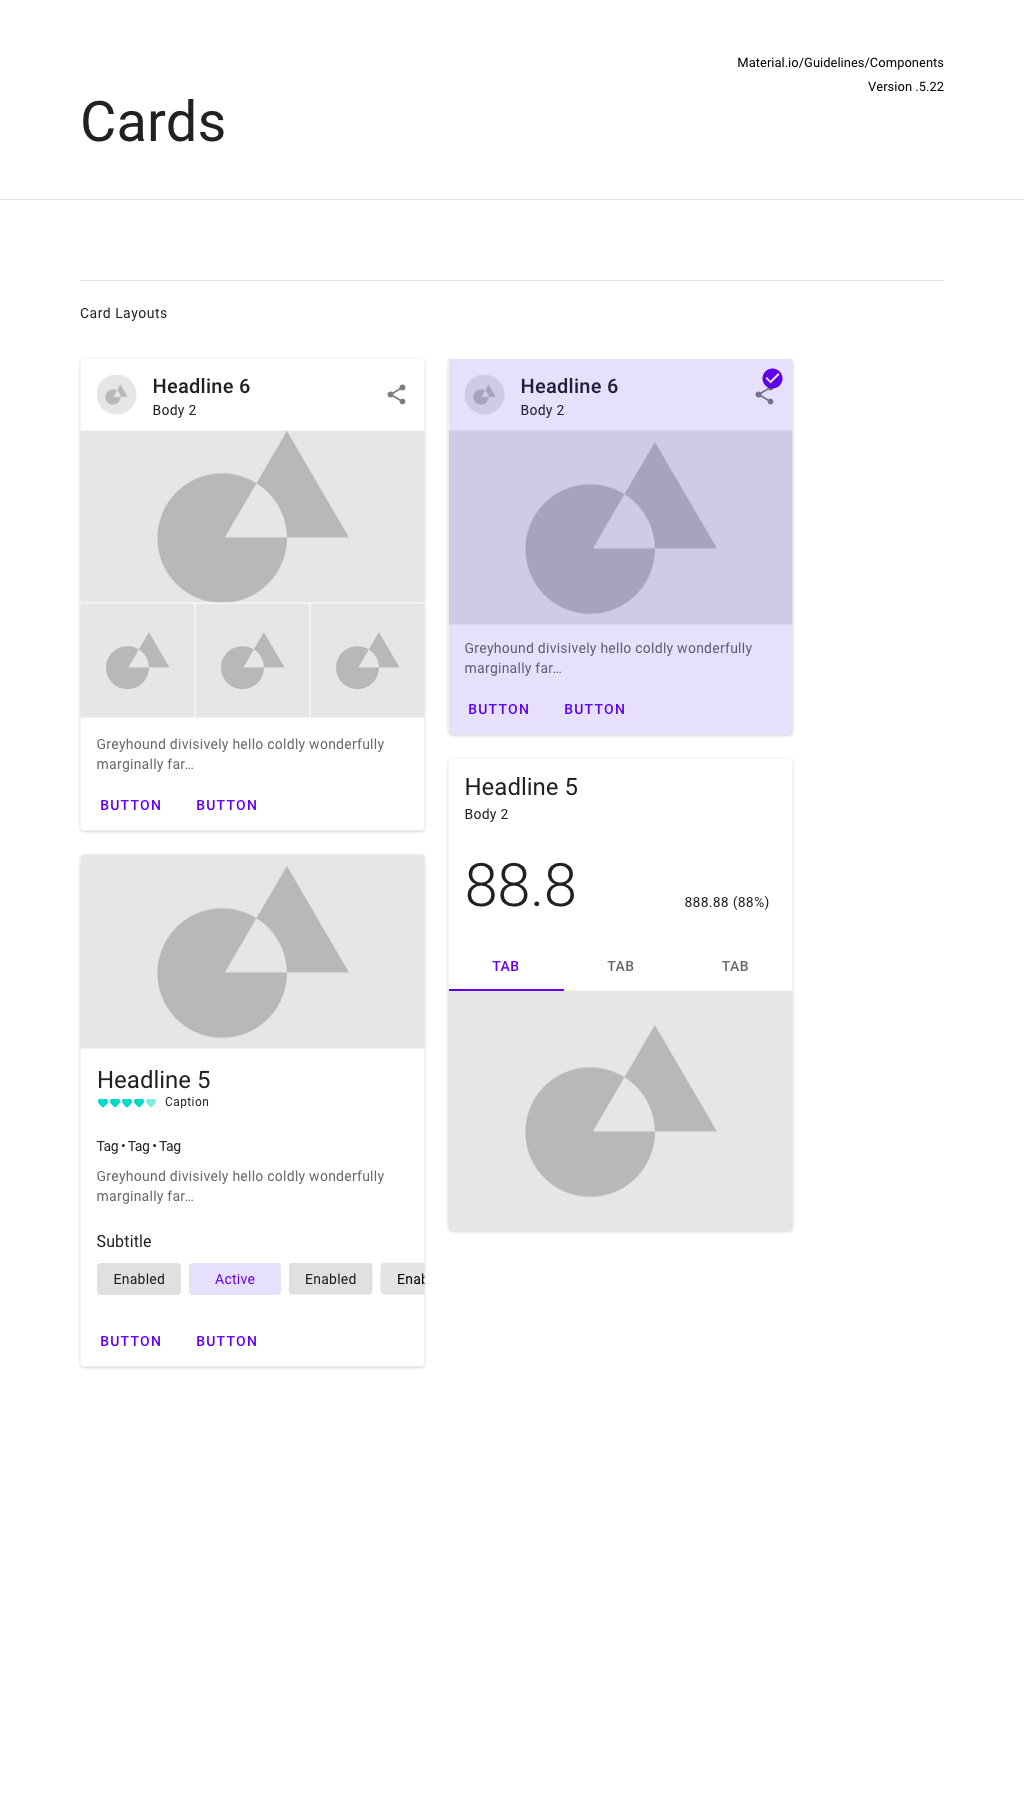 Material.io/Guidelines/Components
Version .5.22
Cards
Card Layouts
Headline 6
Body 2
Greyhound divisively hello coldly wonderfully
marginally far…
BUTTON BUTTON
Headline 5
Caption
Tag • Tag • Tag
Greyhound divisively hello coldly wonderfully
marginally far…
Subtitle
Enabled Active Enabled Enab
BUTTON BUTTON
Headline 6
Body 2
Greyhound divisively hello coldly wonderfully
marginally far…
BUTTON BUTTON
Headline 5
Body 2
88.8
888.88 (88%)
TAB TAB TAB